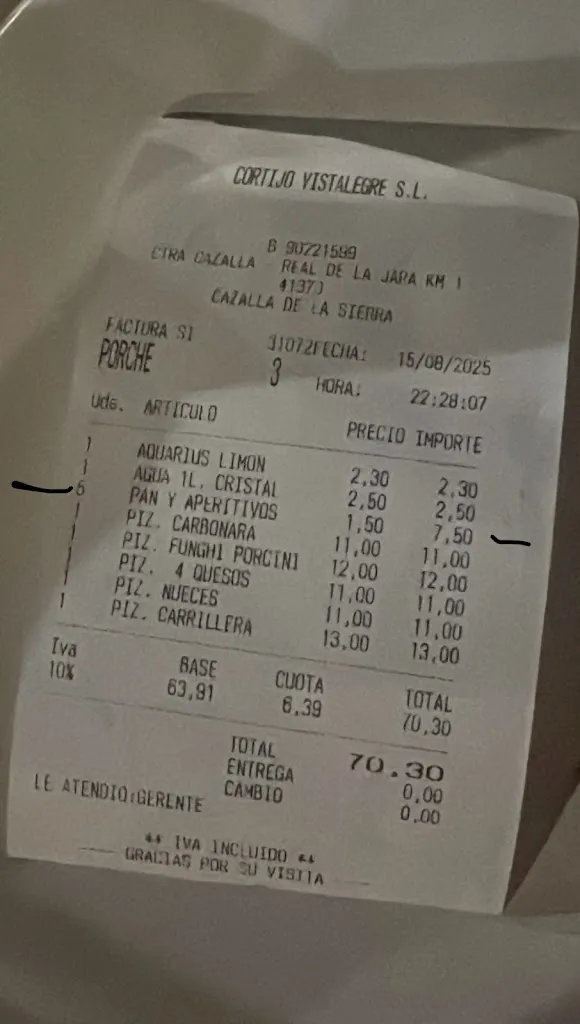 CORTIJO VISTALEGRE S.L.
B 90221599
CTRA CAZALLA - REAL DE LA JARA KM 1
41370
CAZALLA DE LA SIERRA
FACTURA SI 11072 FECHA: 15/08/2025
PORCHE 3 HORA: 22:28:07
Uds. ARTICULO PRECIO IMPORTE
1 AQUARIUS LIMON 2,30 2,30
1 AGUA 1L. CRISTAL 2,50 2,50
5 PAN Y APERITIVOS 1,50 7,50
1 PIZ. CARBONARA 11,00 11,00
1 PIZ. FUNGHI PORCINI 12,00 12,00
1 PIZ. 4 QUESOS 11,00 11,00
1 PIZ. NUECES 11,00 11,00
1 PIZ. CARRILLERA 13,00 13,00
Iva BASE CUOTA TOTAL
10% 63,91 6,39 70,30
TOTAL 70.30
ENTREGA 0,00
CAMBIO 0,00
LE ATENDIO:GERENTE
** IVA INCLUIDO **
GRACIAS POR SU VISITA